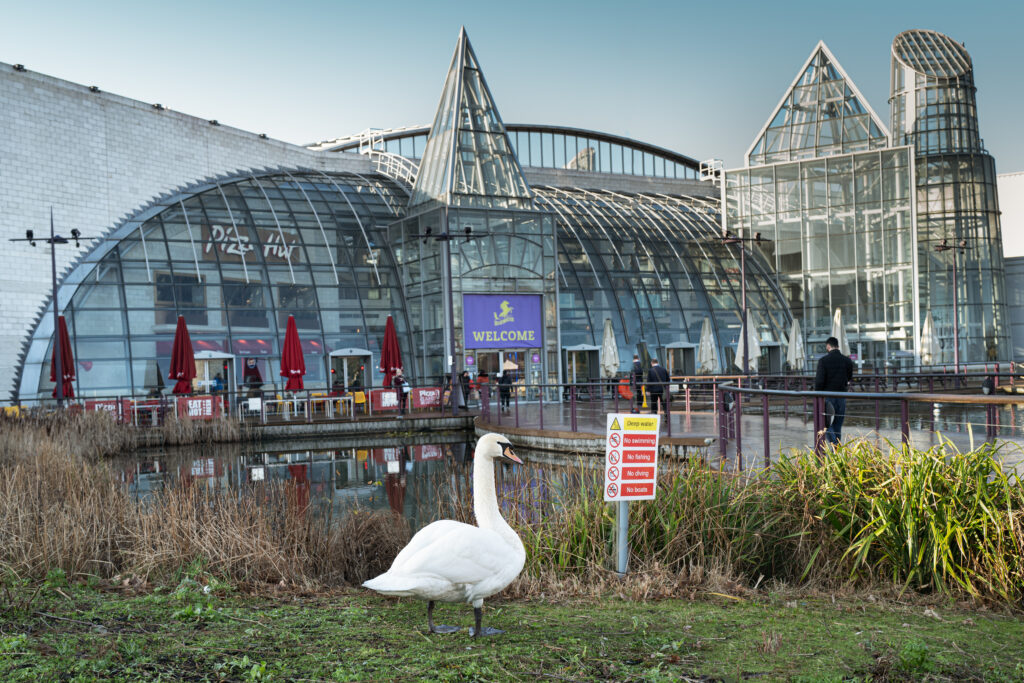 Pizza Hut
WELCOME
Deep water
No swimming
No fishing
No diving
No boats